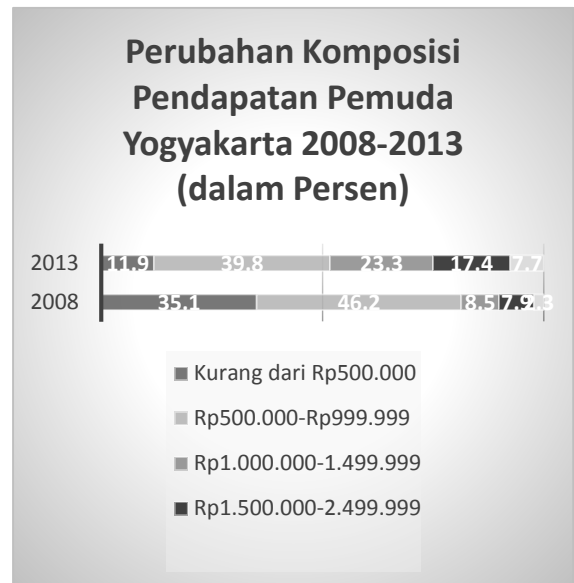 Perubahan Komposisi
Pendapatan Pemuda
Yogyakarta 2008-2013
(dalam Persen)
2013 11.9 39.8 23.3 17.4 7.7
2008 35.1 46.2 8.5 7.9 2.3
Kurang dari Rp500.000
Rp500.000-Rp999.999
Rp1.000.000-1.499.999
Rp1.500.000-2.499.999